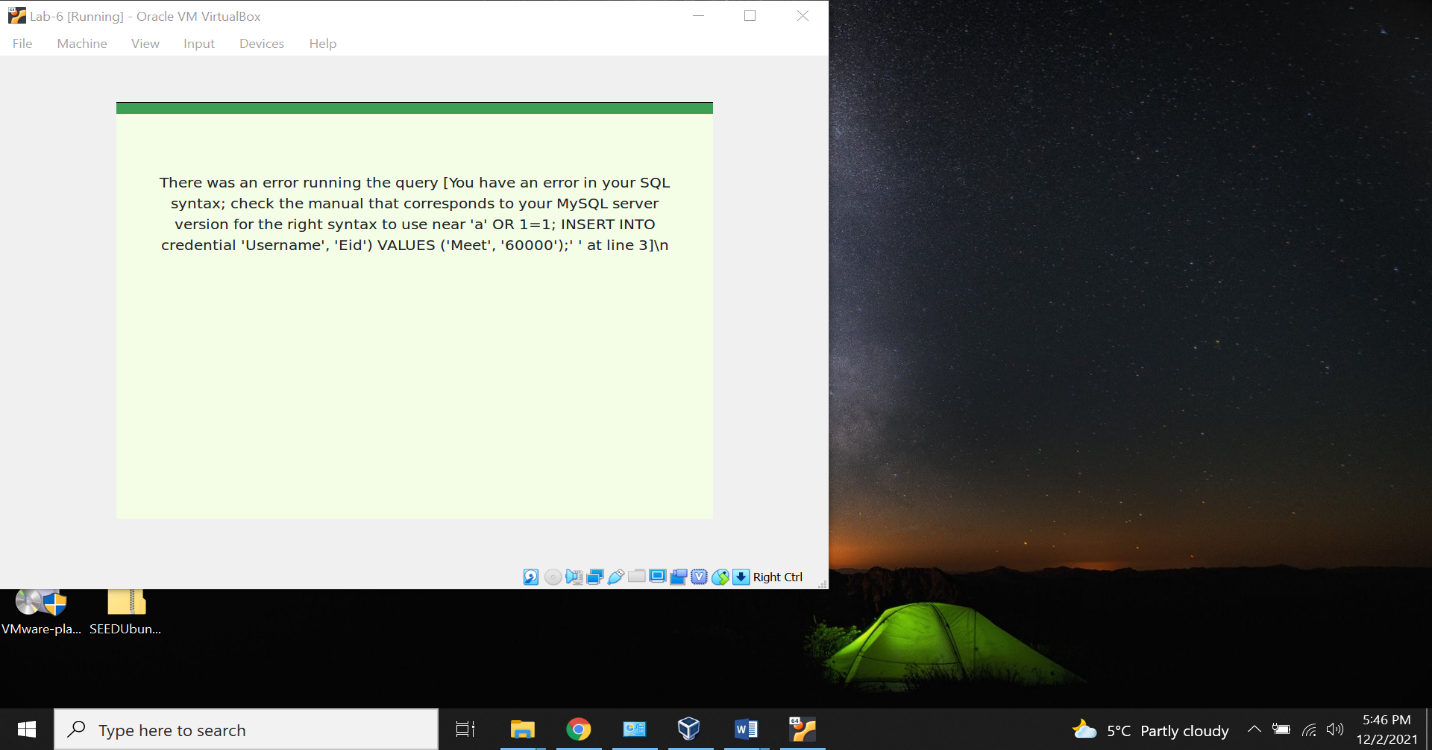 Lab-6 [Running] - Oracle VM VirtualBox
File Machine View Input Devices Help
There was an error running the query [You have an error in your SQL
syntax; check the manual that corresponds to your MySQL server
version for the right syntax to use near 'a' OR 1=1; INSERT INTO
credential 'Username', 'Eid') VALUES ('Meet', '60000');' ' at line 3]\n
Right Ctrl
VMware-pla... SEEDUbun...
Type here to search
5°C Partly cloudy
5:46 PM
12/2/2021